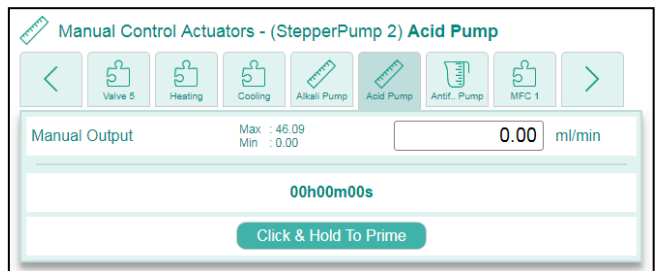 Manual Control Actuators - (StepperPump 2) Acid Pump
Valve 5 Heating Cooling Alkali Pump Acid Pump Antif.. Pump MFC 1
Manual Output Max : 46.09 0.00 ml/min
Min : 0.00
00h00m00s
Click & Hold To Prime